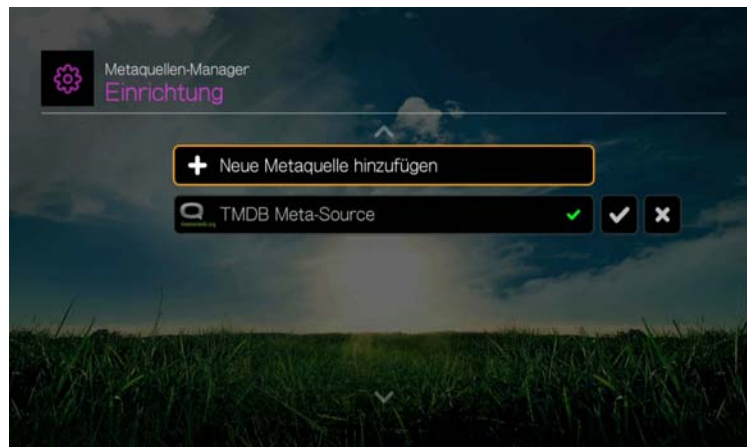 Metaquellen-Manager
Einrichtung
Neue Metaquelle hinzufügen
TMDB Meta-Source